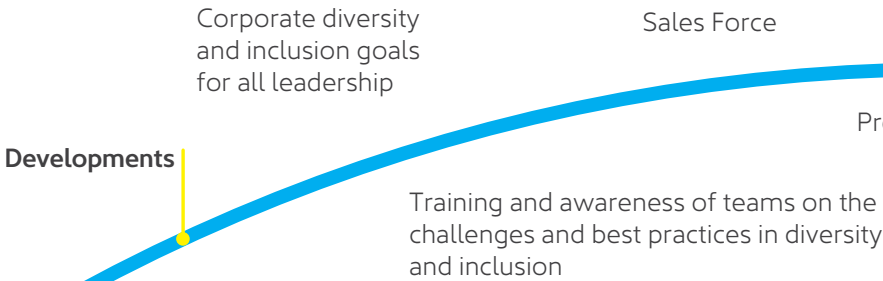 Corporate diversity
and inclusion goals
for all leadership
Sales Force
Developments
Training and awareness of teams on the
challenges and best practices in diversity
and inclusion